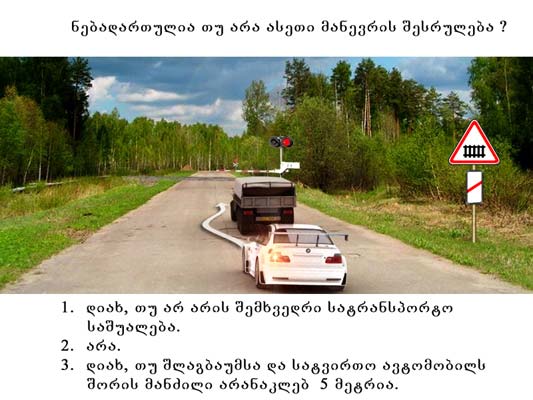 ნებადართულია თუ არა ასეთი მანევრის შესრულება ?
1. დიახ, თუ არ არის შემხვედრი სატრანსპორტო
საშუალება.
2. არა.
3. დიახ, თუ შლაგბაუმსა და სატვირთო ავტომობილს
შორის მანძილი არანაკლებ 5 მეტრია.